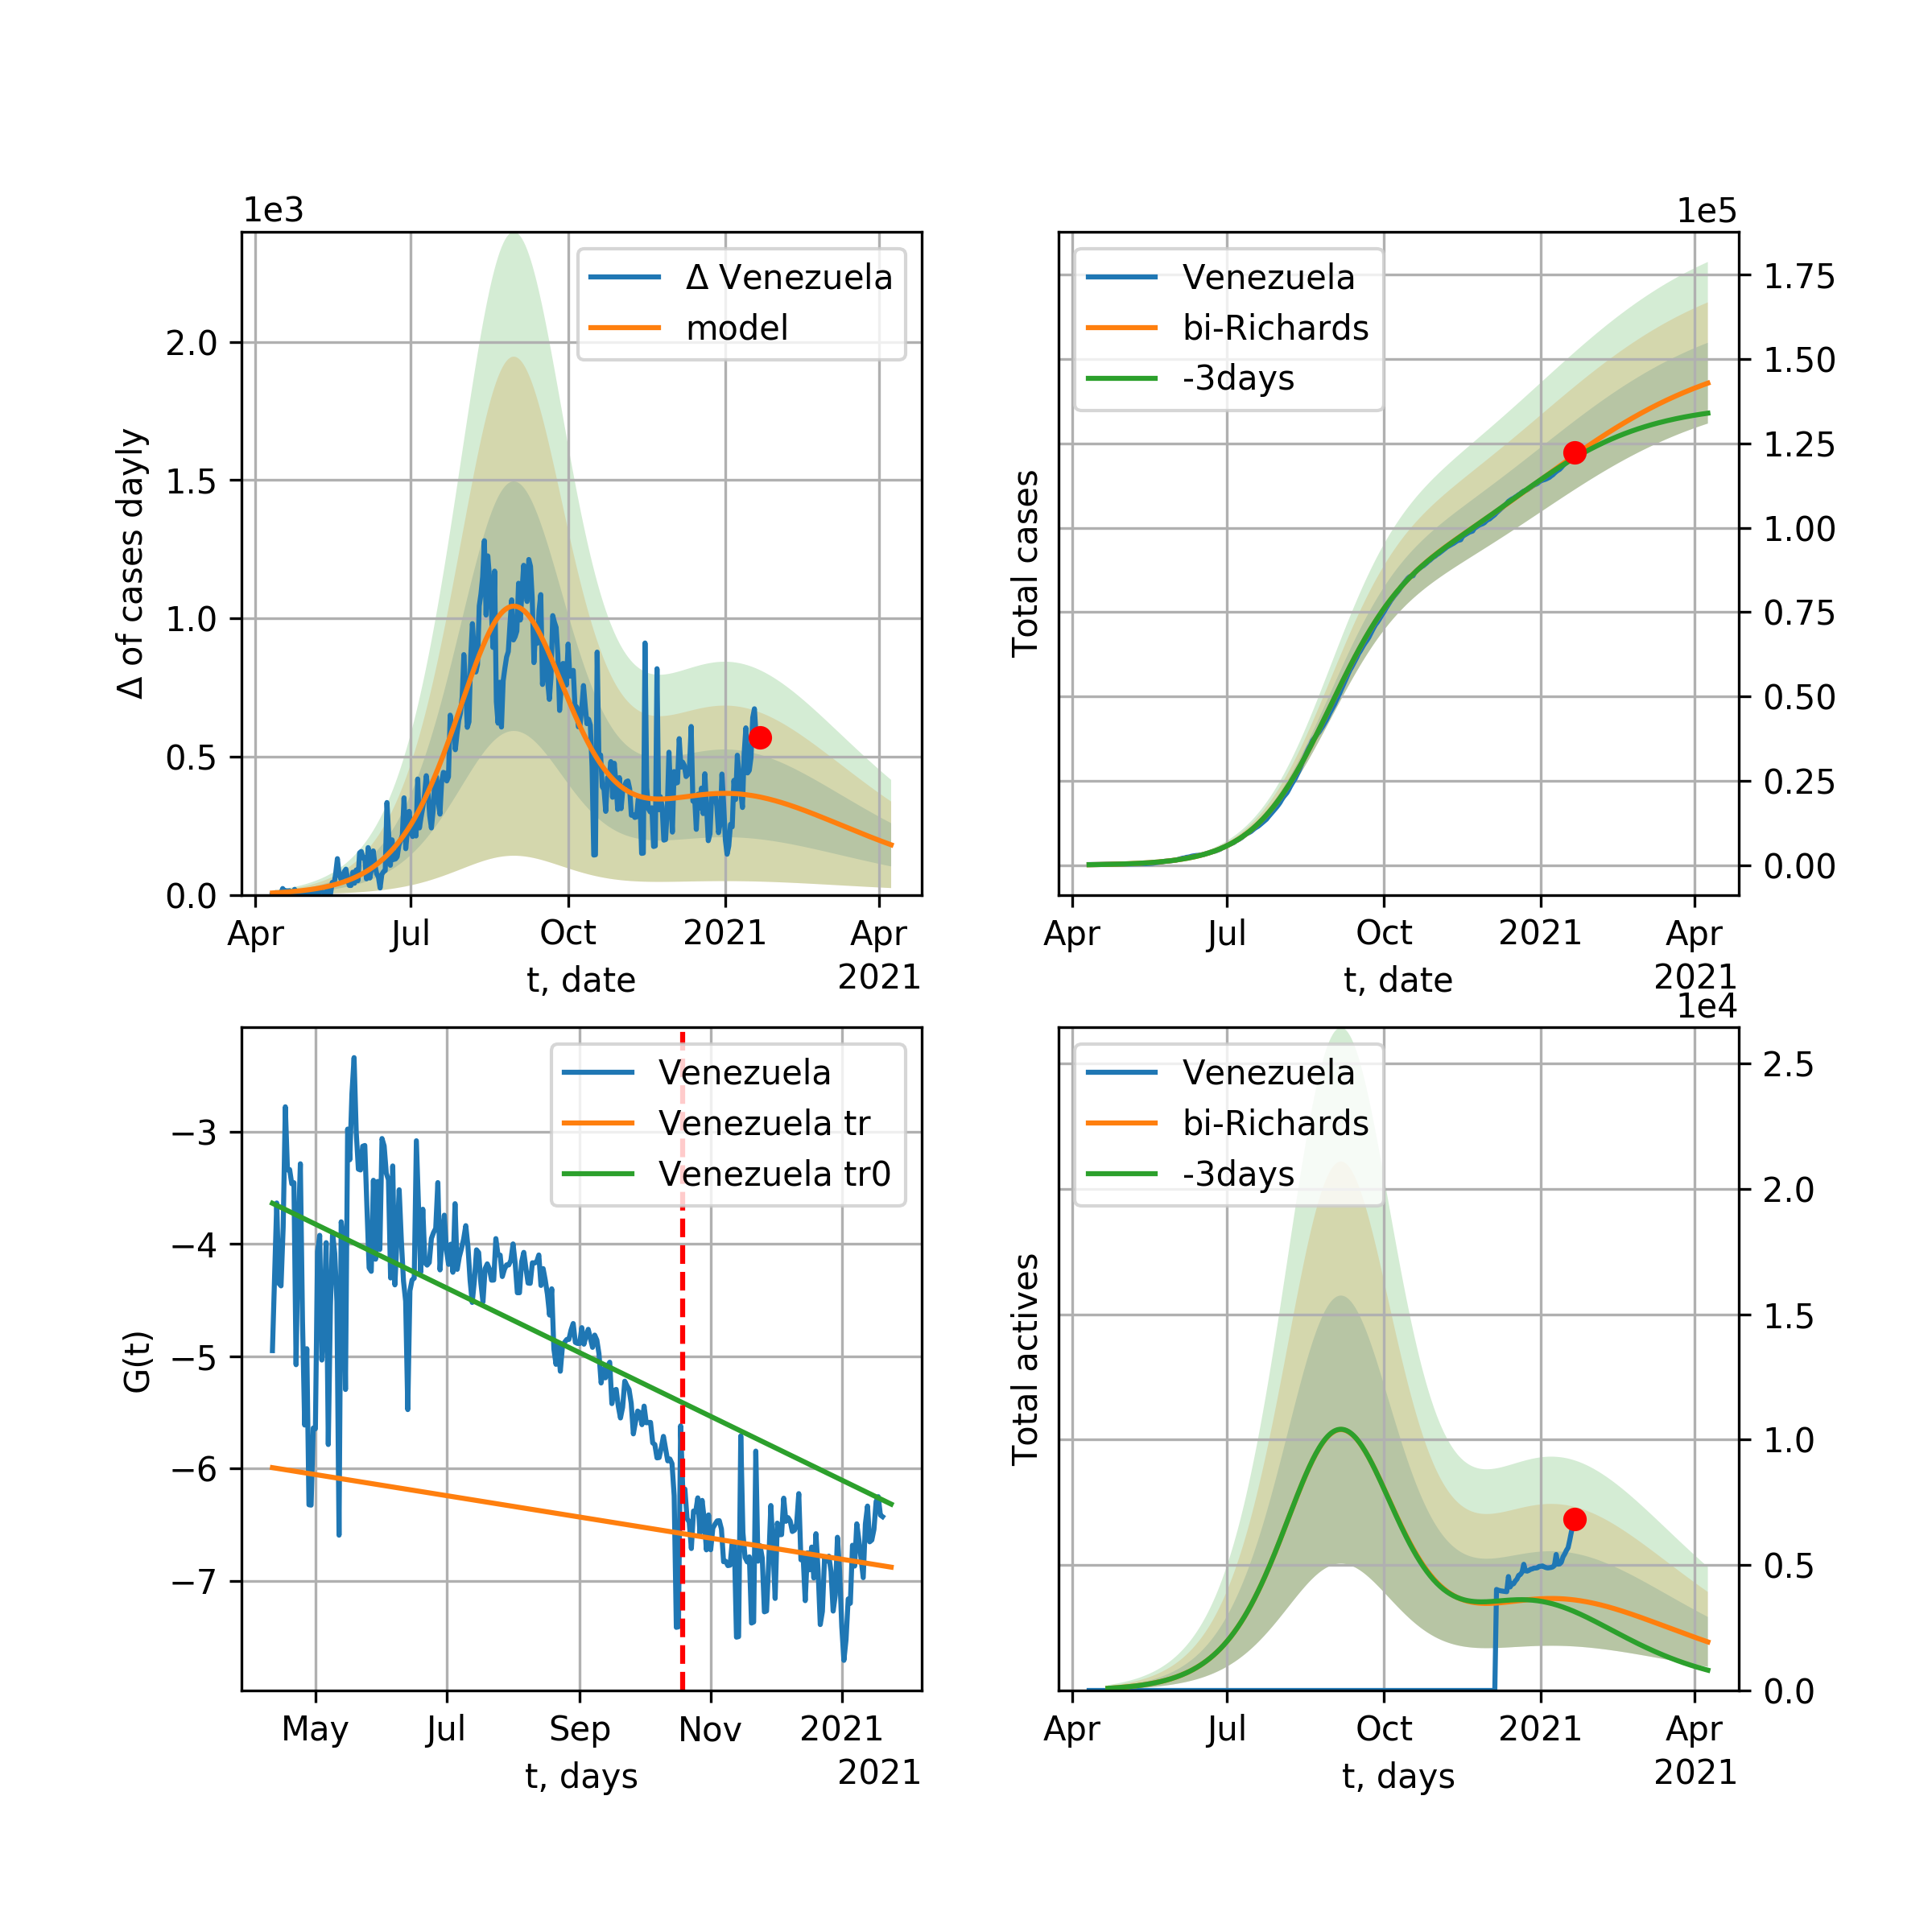 1e3
Δ of cases dayly
2.0
1.5
1.0
0.5
0.0
Δ Venezuela
model
Apr
Jul
Oct
2021
Apr
2021
t, date
1e5
Total cases
Venezuela
bi-Richards
-3days
1.75
1.50
1.25
1.00
0.75
0.50
0.25
0.00
Apr
Jul
Oct
2021
Apr
2021
t, date
G(t)
−3
−4
−5
−6
−7
Venezuela
Venezuela tr
Venezuela tr0
May
Jul
Sep
Nov
2021
2021
t, days
1e4
Total actives
Venezuela
bi-Richards
-3days
2.5
2.0
1.5
1.0
0.5
0.0
Apr
Jul
Oct
2021
Apr
2021
t, days